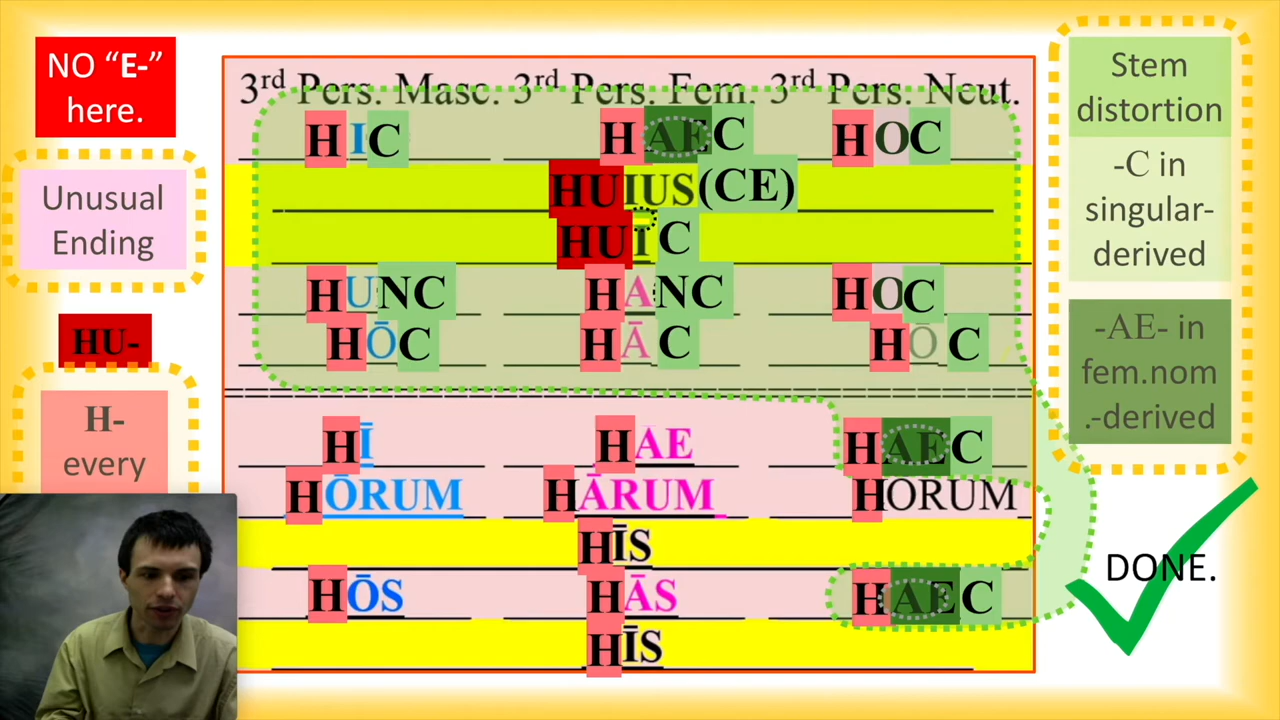 NO “E-”
here.
Unusual
Ending
HU-
H-
every
3rd Pers. Masc. 3rd Pers. Fem. 3rd Pers. Neut.
HIC HAEC HOC
HUIUS(CE)
HUĪC
HUNC HANC HOC
HŌC HĀC HŌC
HĪ HAE HAEC
HŌRUM HĀRUM HORUM
HĪS
HŌS HĀS HAEC
HĪS
Stem
distortion
-C in
singular-
derived
-AE- in
fem.nom
.-derived
DONE.